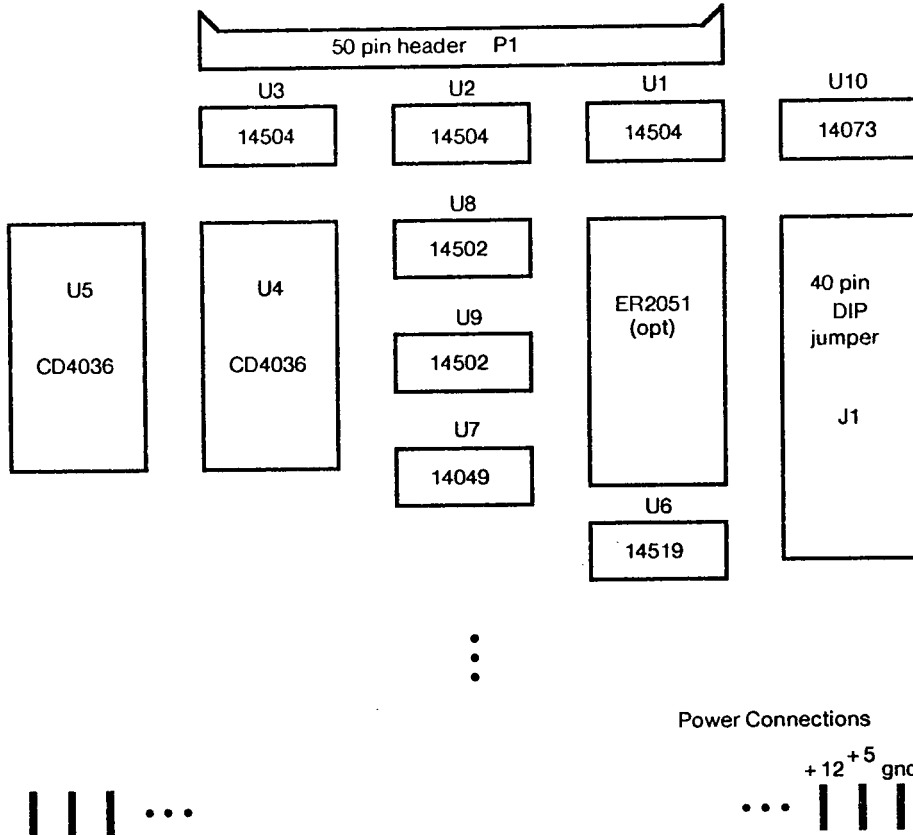 50 pin header P1
U3 U2 U1 U10
14504 14504 14504 14073
U8
14502
U5 U4 ER2051 40 pin
(opt) DIP
U9 jumper
CD4036 CD4036 14502
J1
U7
14049
U6
14519
Power Connections
+12 +5 gnd